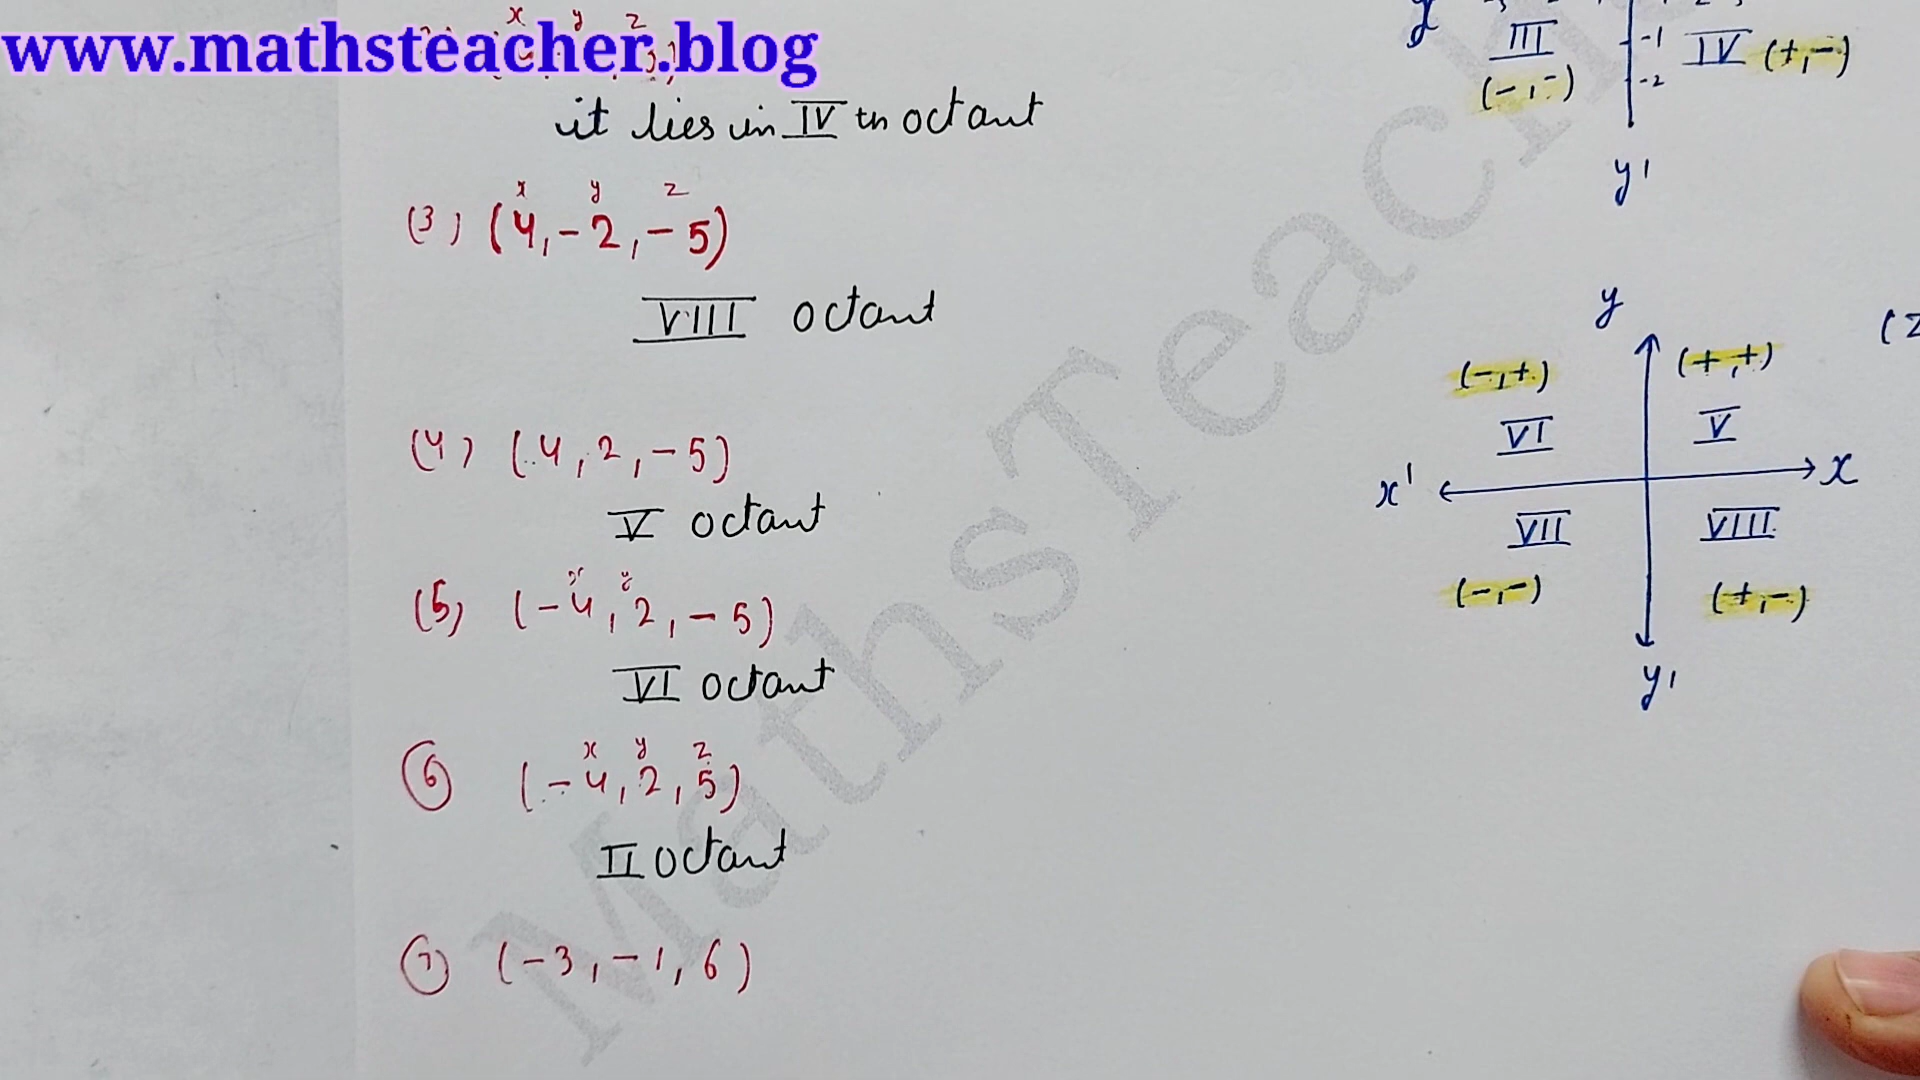 www.mathsteacher.blog
x y z
it lies in IV th octant
x y z
(3) (4, -2, -5)
VIII octant
(4) (4, 2, -5)
V octant
x y
(5) (-4, 2, -5)
VI octant
x y z
6 (-4, 2, 5)
II octant
7 (-3, -1, 6)
III
(-,-)
-1
-2
IV (+,-)
y'
y
(-,+) (+,+)
VI V
x' x
VII VIII
(-,-) (+,-)
y'
MathsTeach